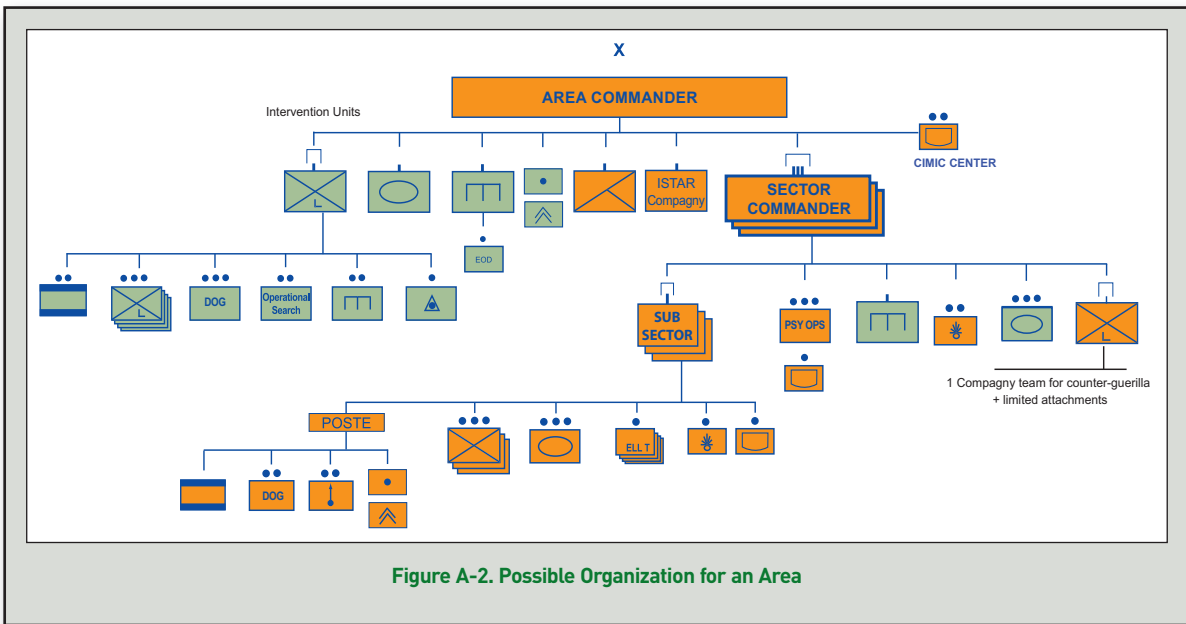 X
AREA COMMANDER
Intervention Units
CIMIC CENTER
ISTAR
Compagny
SECTOR
COMMANDER
L
EOD
L
DOG
Operational
Search
SUB
SECTOR
PSY OPS
L
1 Compagny team for counter-guerilla
+ limited attachments
POSTE
ELL T
DOG
Figure A-2. Possible Organization for an Area